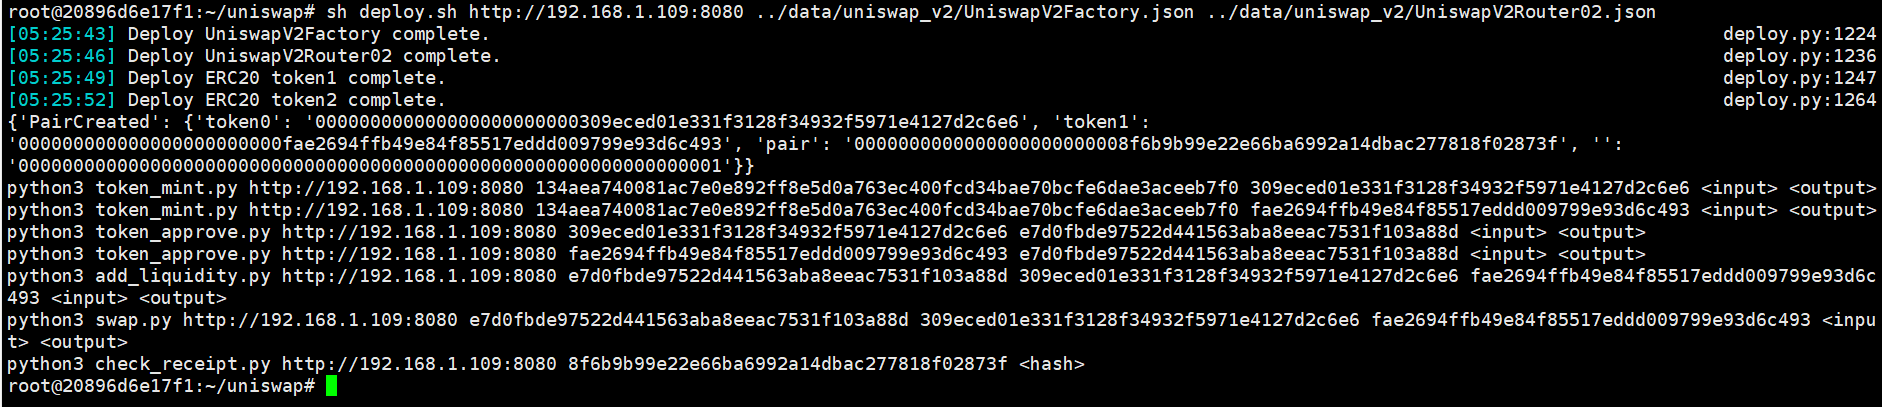 root@20896d6e17f1:~/uniswap# sh deploy.sh http://192.168.1.109:8080 ../data/uniswap_v2/UniswapV2Factory.json ../data/uniswap_v2/UniswapV2Router02.json
[05:25:43] Deploy UniswapV2Factory complete. deploy.py:1224
[05:25:46] Deploy UniswapV2Router02 complete. deploy.py:1236
[05:25:49] Deploy ERC20 token1 complete. deploy.py:1247
[05:25:52] Deploy ERC20 token2 complete. deploy.py:1264
{'PairCreated': {'token0': '000000000000000000000000309eced01e331f3128f34932f5971e4127d2c6e6', 'token1':
'000000000000000000000000fae2694ffb49e84f85517eddd009799e93d6c493', 'pair': '0000000000000000000000008f6b9b99e22e66ba6992a14dbac277818f02873f', '':
'0000000000000000000000000000000000000000000000000000000000000001'}}
python3 token_mint.py http://192.168.1.109:8080 134aea740081ac7e0e892ff8e5d0a763ec400fcd34bae70bcfe6dae3aceeb7f0 309eced01e331f3128f34932f5971e4127d2c6e6 <input> <output>
python3 token_mint.py http://192.168.1.109:8080 134aea740081ac7e0e892ff8e5d0a763ec400fcd34bae70bcfe6dae3aceeb7f0 fae2694ffb49e84f85517eddd009799e93d6c493 <input> <output>
python3 token_approve.py http://192.168.1.109:8080 309eced01e331f3128f34932f5971e4127d2c6e6 e7d0fbde97522d441563aba8eeac7531f103a88d <input> <output>
python3 token_approve.py http://192.168.1.109:8080 fae2694ffb49e84f85517eddd009799e93d6c493 e7d0fbde97522d441563aba8eeac7531f103a88d <input> <output>
python3 add_liquidity.py http://192.168.1.109:8080 e7d0fbde97522d441563aba8eeac7531f103a88d 309eced01e331f3128f34932f5971e4127d2c6e6 fae2694ffb49e84f85517eddd009799e93d6c
493 <input> <output>
python3 swap.py http://192.168.1.109:8080 e7d0fbde97522d441563aba8eeac7531f103a88d 309eced01e331f3128f34932f5971e4127d2c6e6 fae2694ffb49e84f85517eddd009799e93d6c493 <inpu
t> <output>
python3 check_receipt.py http://192.168.1.109:8080 8f6b9b99e22e66ba6992a14dbac277818f02873f <hash>
root@20896d6e17f1:~/uniswap#